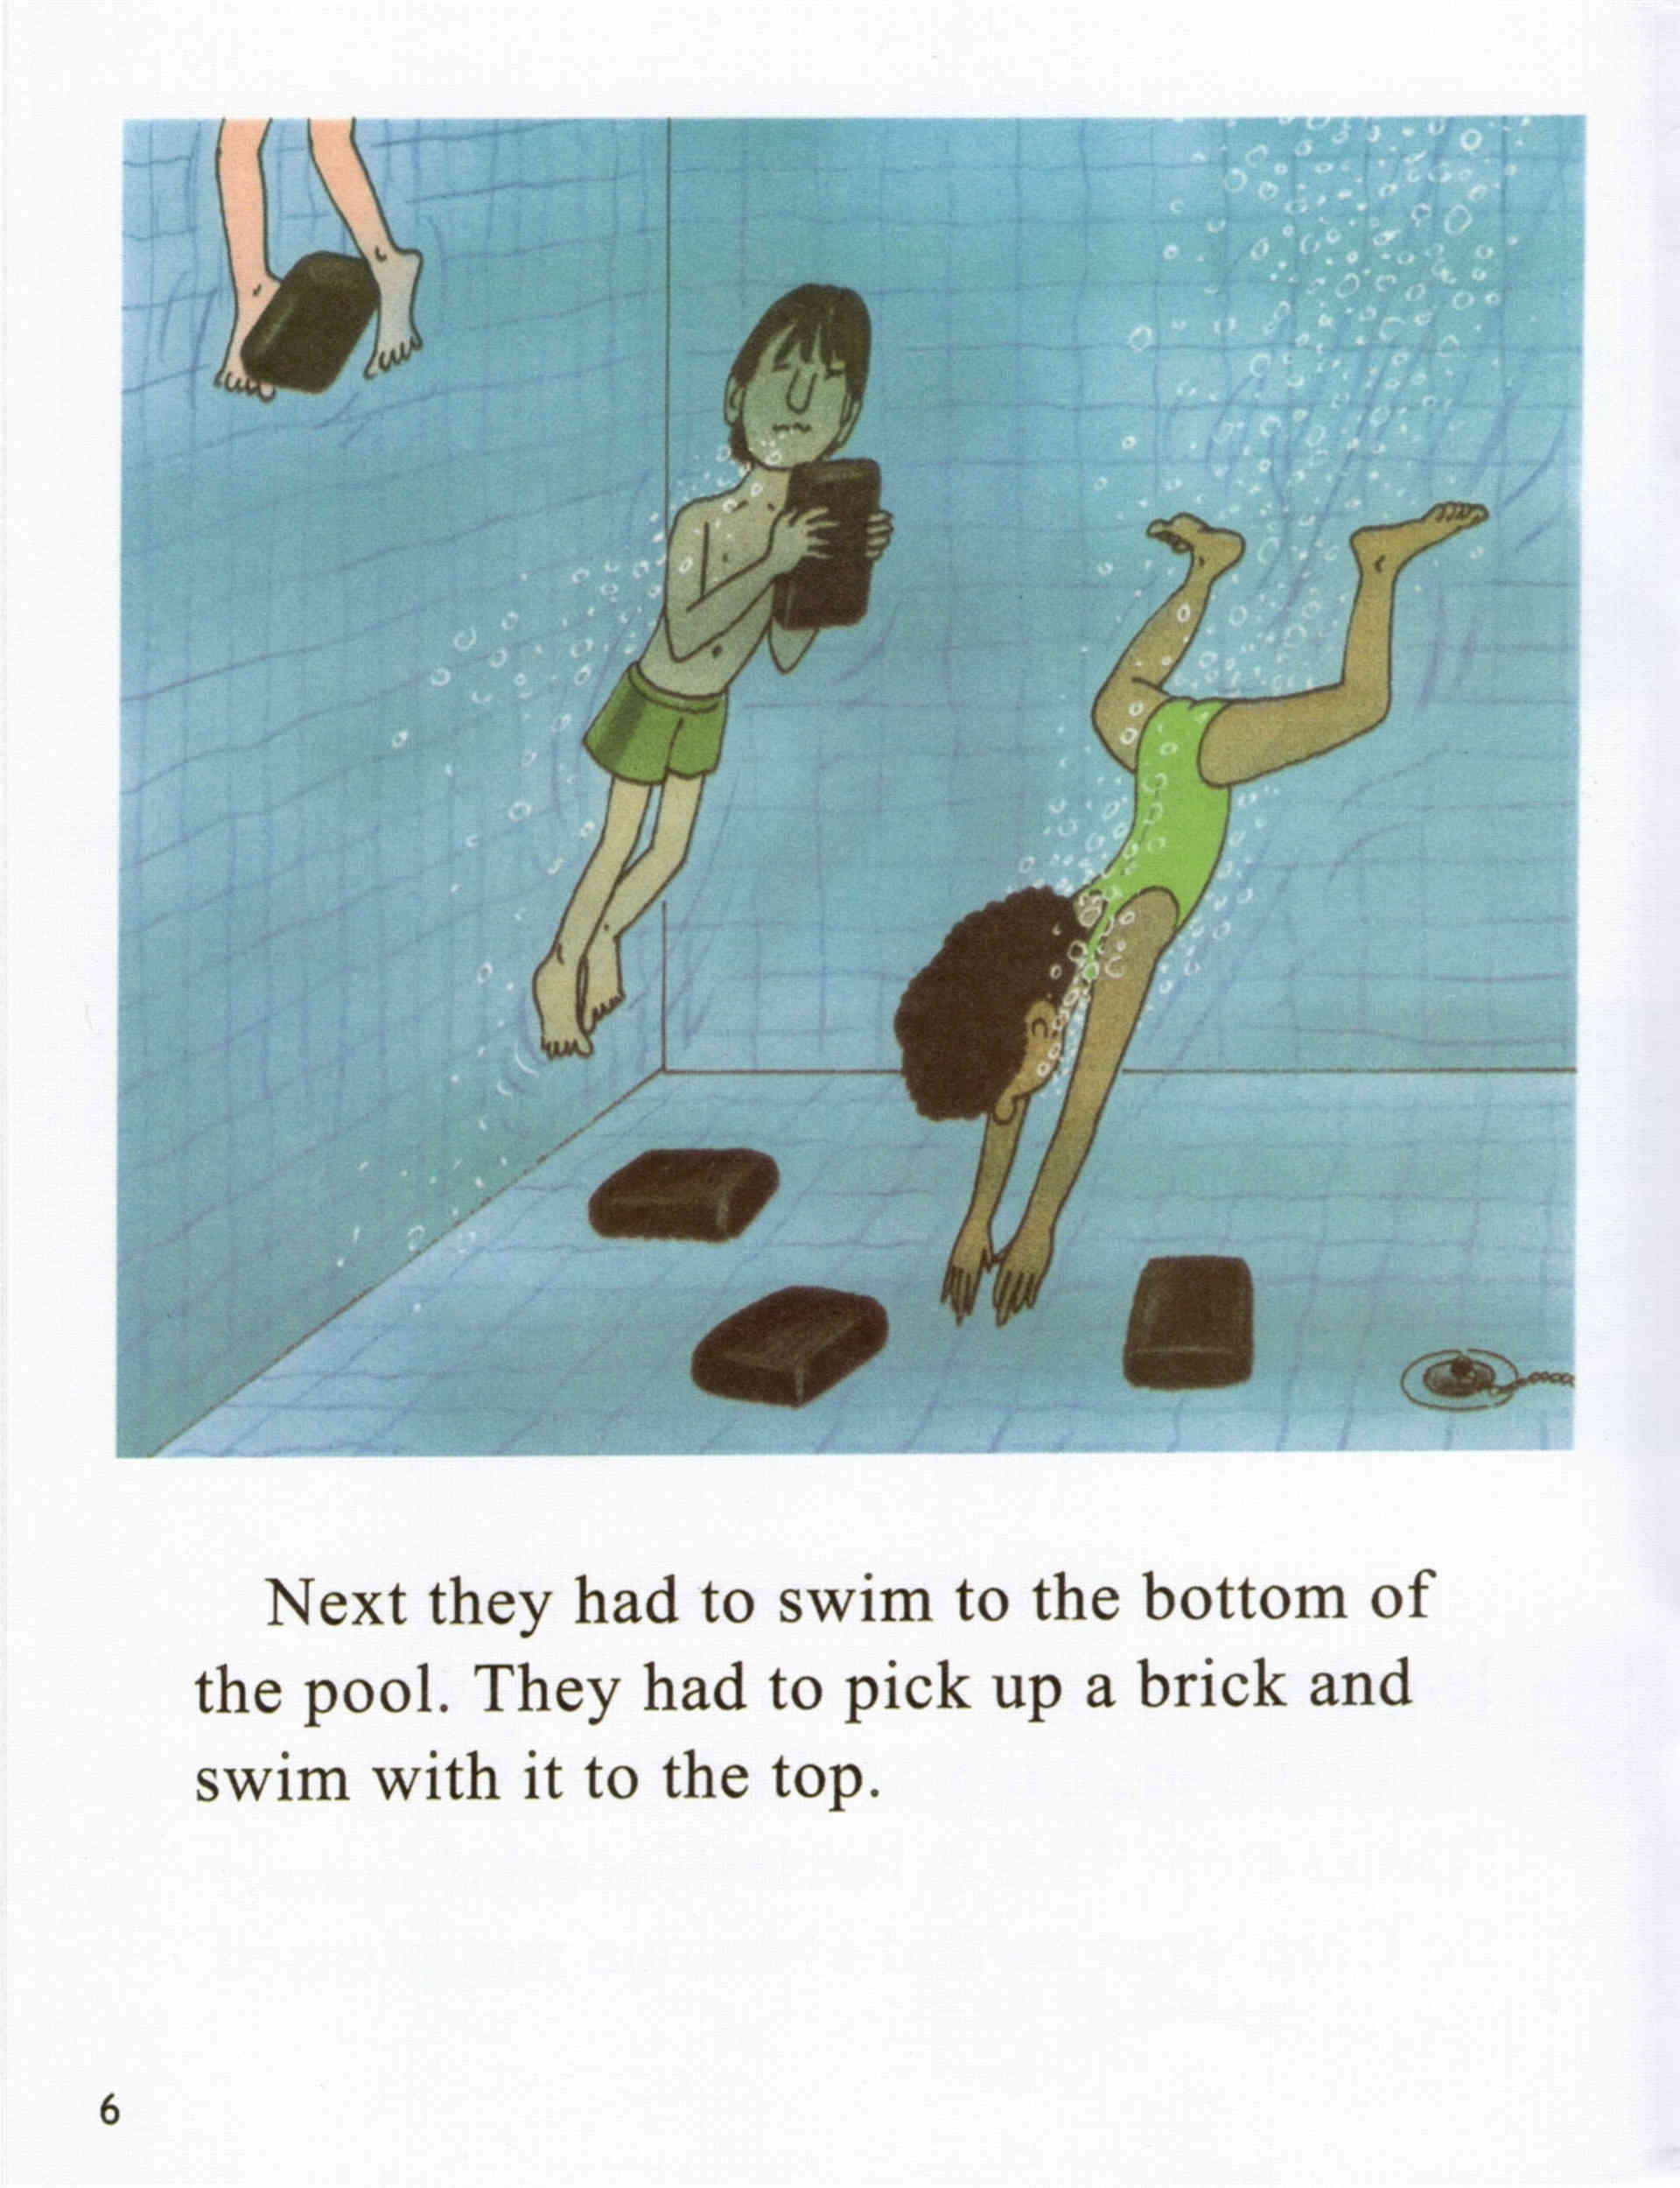 Next they had to swim to the bottom of
the pool. They had to pick up a brick and
swim with it to the top.
6